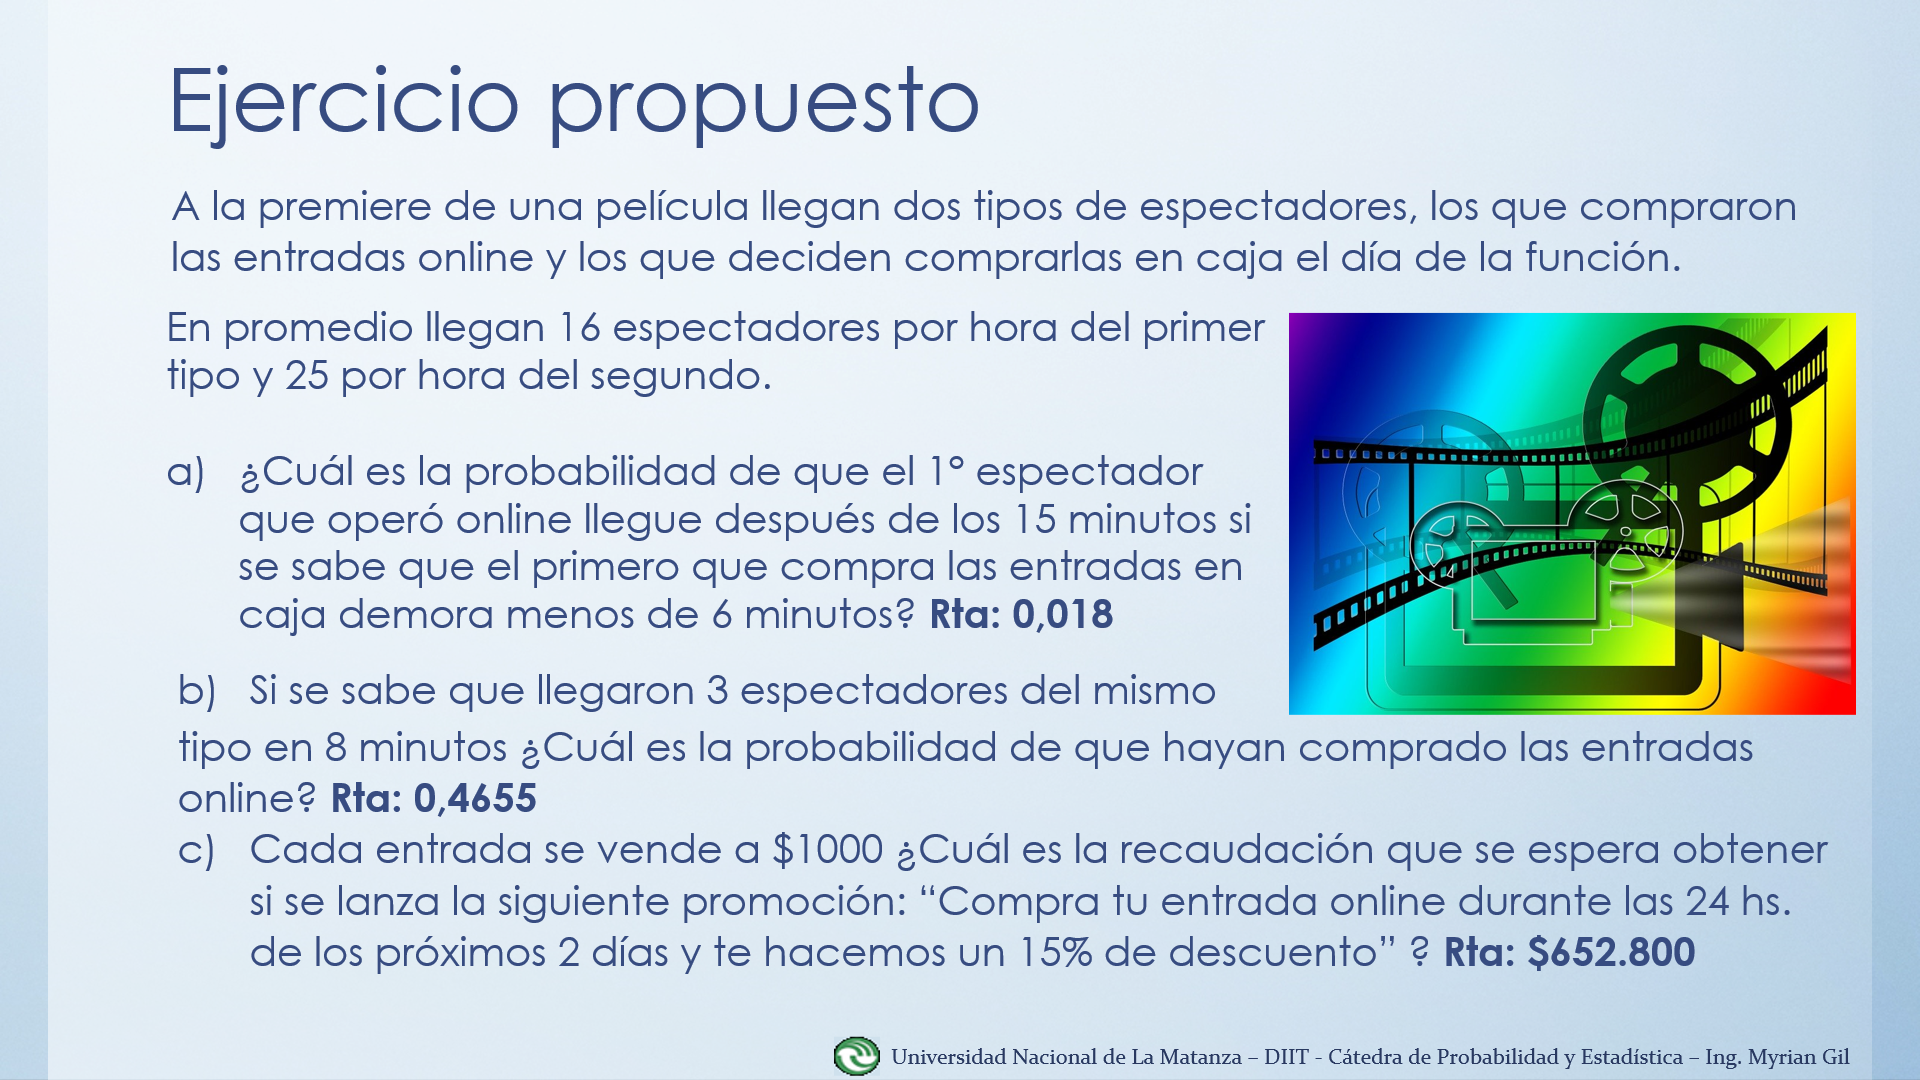 Ejercicio propuesto
A la premiere de una película llegan dos tipos de espectadores, los que compraron
las entradas online y los que deciden comprarlas en caja el día de la función.
En promedio llegan 16 espectadores por hora del primer
tipo y 25 por hora del segundo.
a) ¿Cuál es la probabilidad de que el 1° espectador
que operó online llegue después de los 15 minutos si
se sabe que el primero que compra las entradas en
caja demora menos de 6 minutos? Rta: 0,018
b) Si se sabe que llegaron 3 espectadores del mismo
tipo en 8 minutos ¿Cuál es la probabilidad de que hayan comprado las entradas
online? Rta: 0,4655
c) Cada entrada se vende a $1000 ¿Cuál es la recaudación que se espera obtener
si se lanza la siguiente promoción: “Compra tu entrada online durante las 24 hs.
de los próximos 2 días y te hacemos un 15% de descuento” ? Rta: $652.800
Universidad Nacional de La Matanza – DIIT - Cátedra de Probabilidad y Estadística – Ing. Myrian Gil